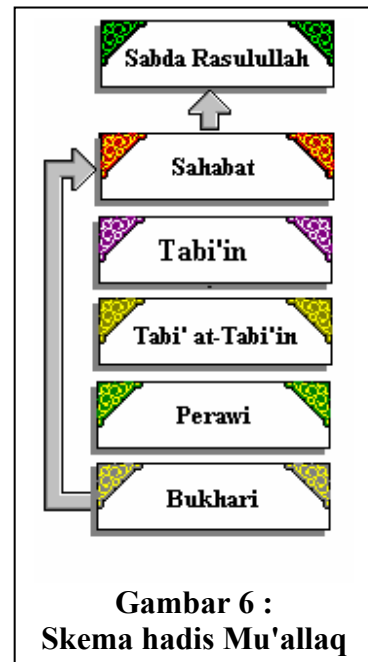 Sabda Rasulullah
Sahabat
Tabi'in
Tabi' at-Tabi'in
Perawi
Bukhari
Gambar 6 :
Skema hadis Mu'allaq